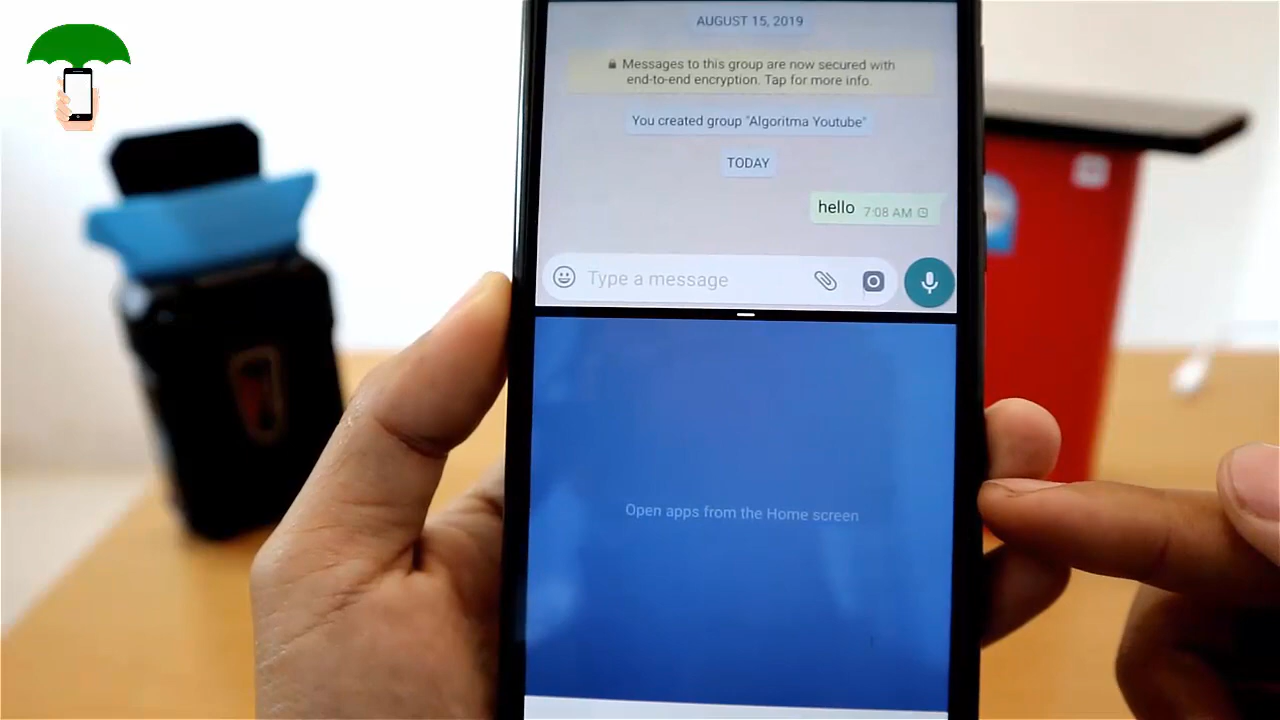 AUGUST 15, 2019
Messages to this group are now secured with
end-to-end encryption. Tap for more info.
You created group "Algoritma Youtube"
TODAY
hello 7:08 AM
Type a message
Open apps from the Home screen